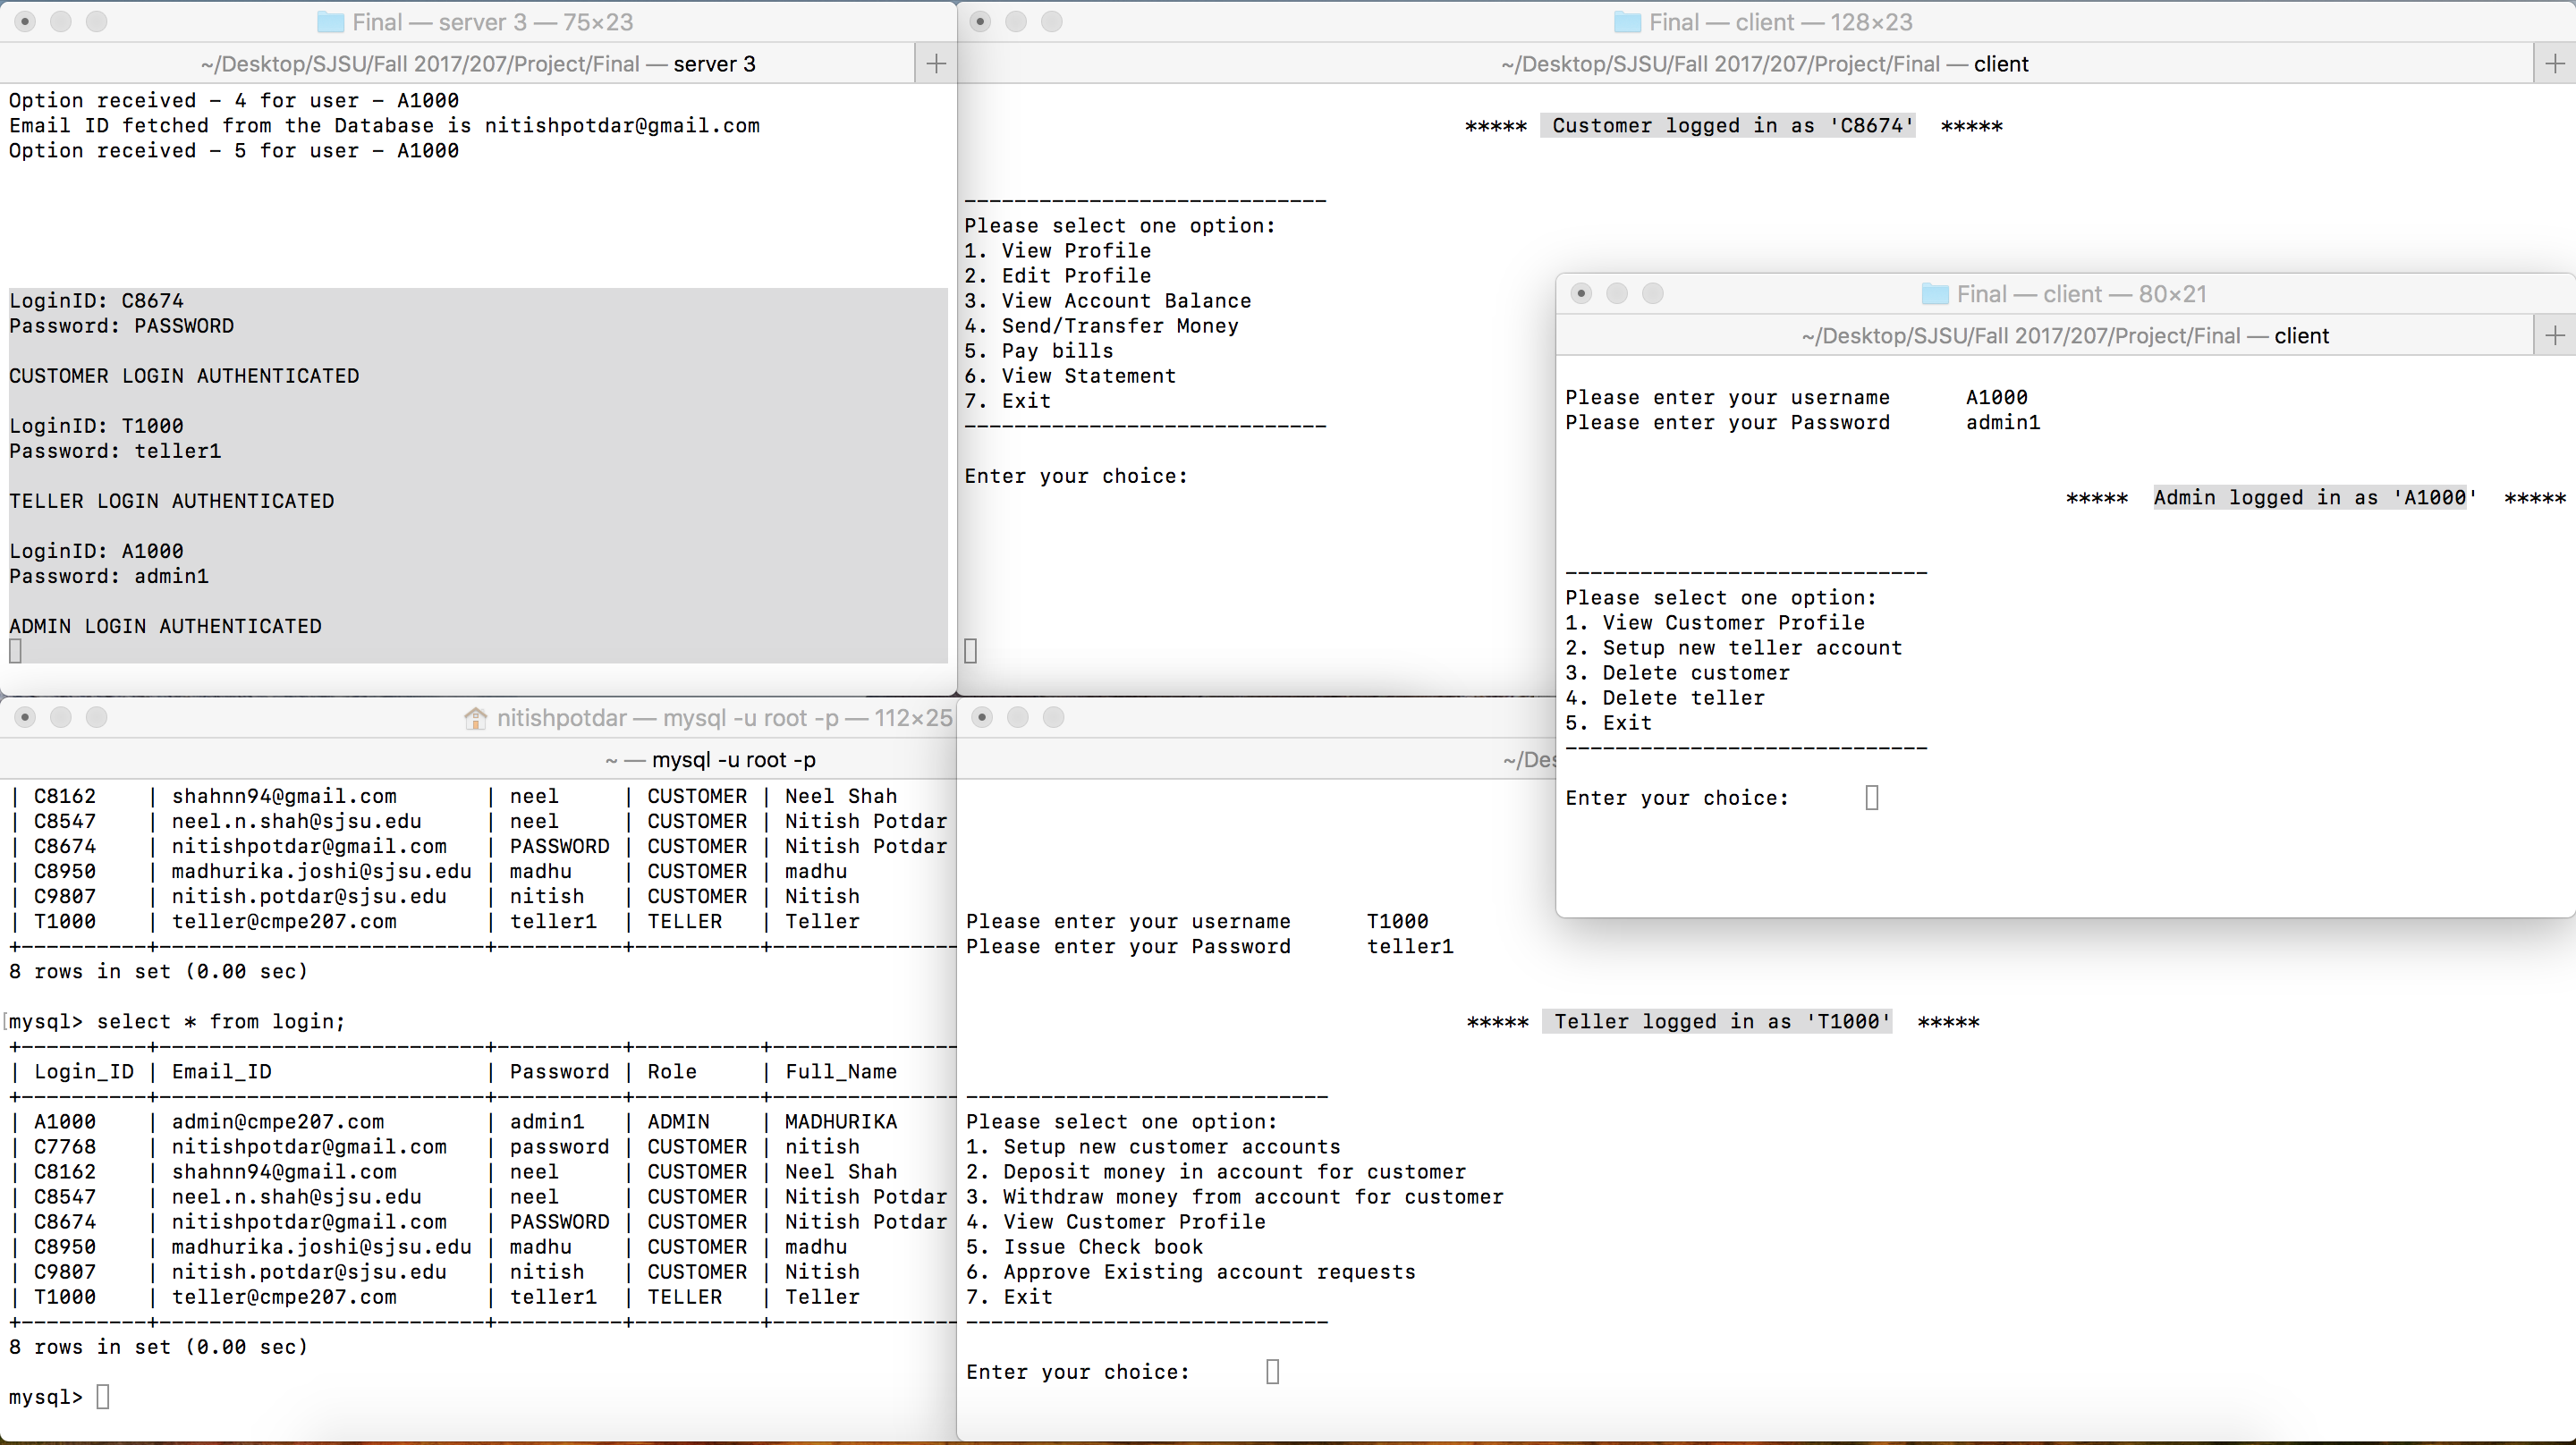 Final — server 3 — 75×23
~/Desktop/SJSU/Fall 2017/207/Project/Final — server 3
Option received – 4 for user – A1000
Email ID fetched from the Database is nitishpotdar@gmail.com
Option received – 5 for user – A1000
LoginID: C8674
Password: PASSWORD
CUSTOMER LOGIN AUTHENTICATED
LoginID: T1000
Password: teller1
TELLER LOGIN AUTHENTICATED
LoginID: A1000
Password: admin1
ADMIN LOGIN AUTHENTICATED
Final — client — 128×23
~/Desktop/SJSU/Fall 2017/207/Project/Final — client
***** Customer logged in as 'C8674' *****
-----------------------------
Please select one option:
1. View Profile
2. Edit Profile
3. View Account Balance
4. Send/Transfer Money
5. Pay bills
6. View Statement
7. Exit
-----------------------------
Enter your choice:
Final — client — 80×21
~/Desktop/SJSU/Fall 2017/207/Project/Final — client
Please enter your username A1000
Please enter your Password admin1
***** Admin logged in as 'A1000' *****
-----------------------------
Please select one option:
1. View Customer Profile
2. Setup new teller account
3. Delete customer
4. Delete teller
5. Exit
-----------------------------
Enter your choice:
nitishpotdar — mysql -u root -p — 112×25
~ — mysql -u root -p
| C8162 | shahnn94@gmail.com | neel | CUSTOMER | Neel Shah
| C8547 | neel.n.shah@sjsu.edu | neel | CUSTOMER | Nitish Potdar
| C8674 | nitishpotdar@gmail.com | PASSWORD | CUSTOMER | Nitish Potdar
| C8950 | madhurika.joshi@sjsu.edu | madhu | CUSTOMER | madhu
| C9807 | nitish.potdar@sjsu.edu | nitish | CUSTOMER | Nitish
| T1000 | teller@cmpe207.com | teller1 | TELLER | Teller
+----------+--------------------------+----------+----------+---------------
8 rows in set (0.00 sec)
[mysql> select * from login;
+----------+--------------------------+----------+----------+---------------
| Login_ID | Email_ID | Password | Role | Full_Name
+----------+--------------------------+----------+----------+---------------
| A1000 | admin@cmpe207.com | admin1 | ADMIN | MADHURIKA
| C7768 | nitishpotdar@gmail.com | password | CUSTOMER | nitish
| C8162 | shahnn94@gmail.com | neel | CUSTOMER | Neel Shah
| C8547 | neel.n.shah@sjsu.edu | neel | CUSTOMER | Nitish Potdar
| C8674 | nitishpotdar@gmail.com | PASSWORD | CUSTOMER | Nitish Potdar
| C8950 | madhurika.joshi@sjsu.edu | madhu | CUSTOMER | madhu
| C9807 | nitish.potdar@sjsu.edu | nitish | CUSTOMER | Nitish
| T1000 | teller@cmpe207.com | teller1 | TELLER | Teller
+----------+--------------------------+----------+----------+---------------
8 rows in set (0.00 sec)
mysql>
~/Des
Please enter your username T1000
Please enter your Password teller1
***** Teller logged in as 'T1000' *****
-----------------------------
Please select one option:
1. Setup new customer accounts
2. Deposit money in account for customer
3. Withdraw money from account for customer
4. View Customer Profile
5. Issue Check book
6. Approve Existing account requests
7. Exit
-----------------------------
Enter your choice: